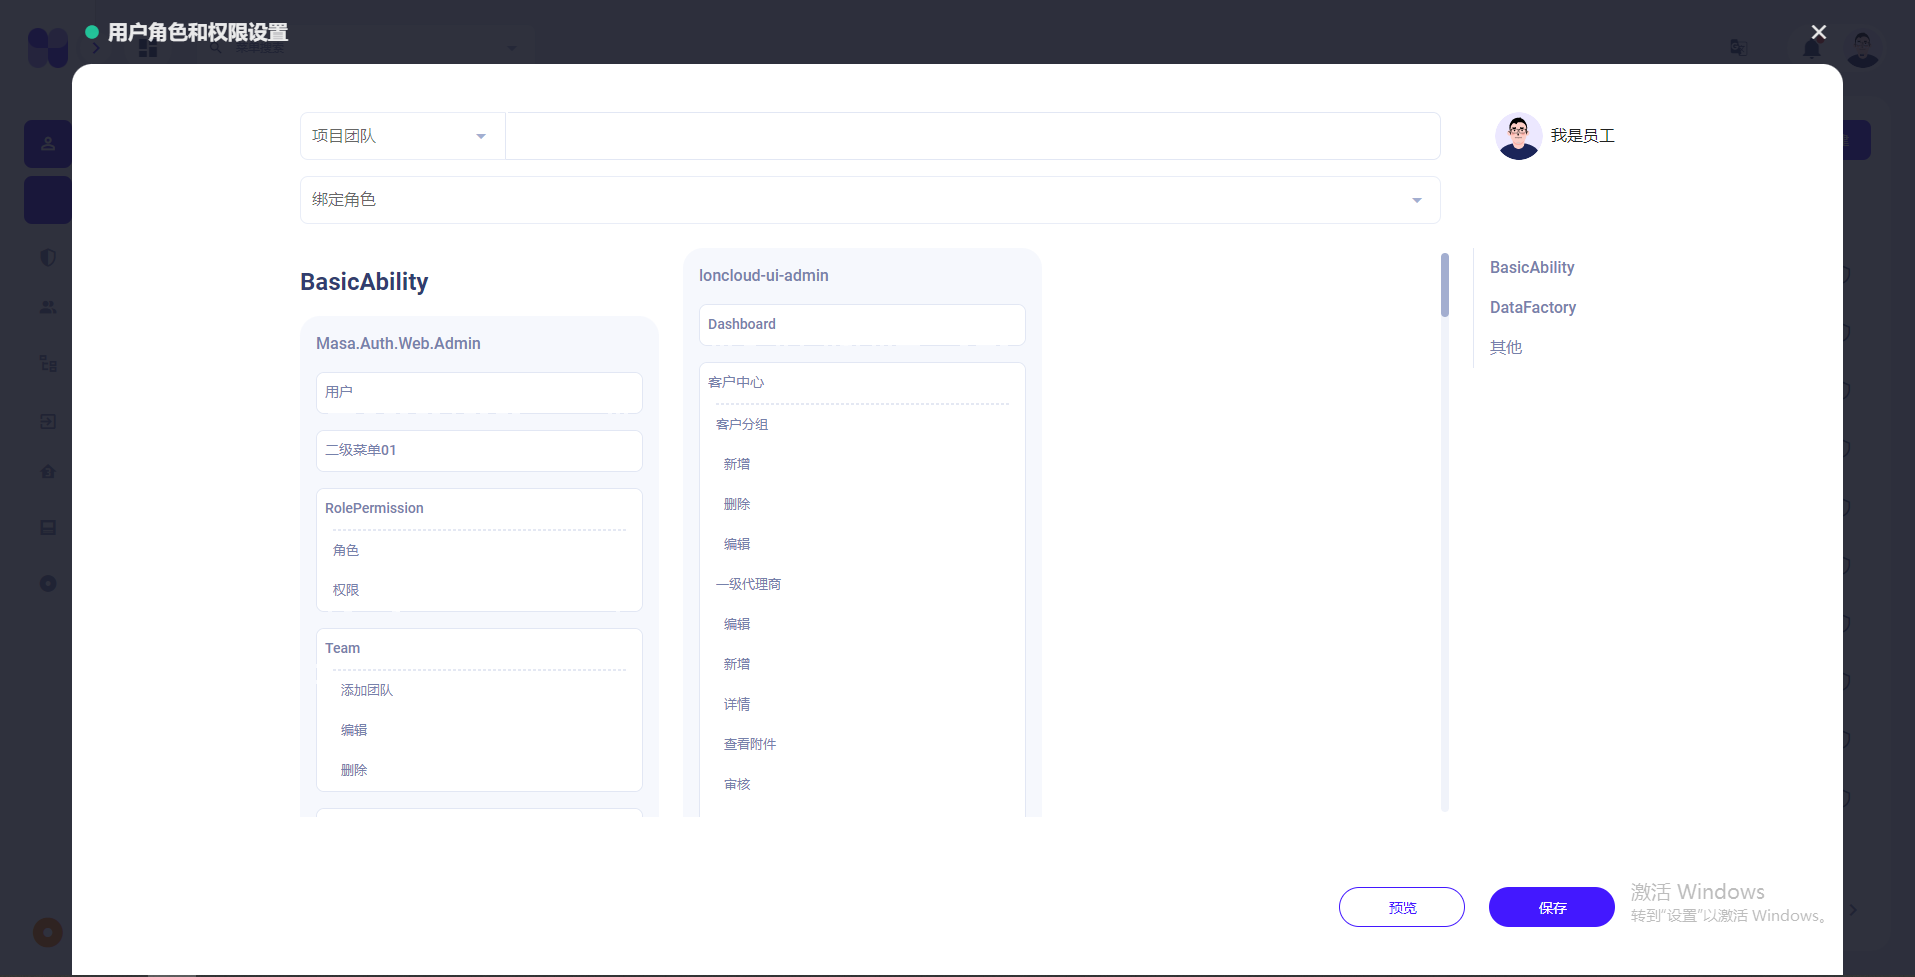 用户角色和权限设置
菜单搜索
项目团队
我是员工
绑定角色
BasicAbility
Masa.Auth.Web.Admin
用户
二级菜单01
RolePermission
角色
权限
Team
添加团队
编辑
删除
loncloud-ui-admin
Dashboard
客户中心
客户分组
新增
删除
编辑
一级代理商
编辑
新增
详情
查看附件
审核
BasicAbility
DataFactory
其他
预览
保存
激活 Windows
转到“设置”以激活 Windows。